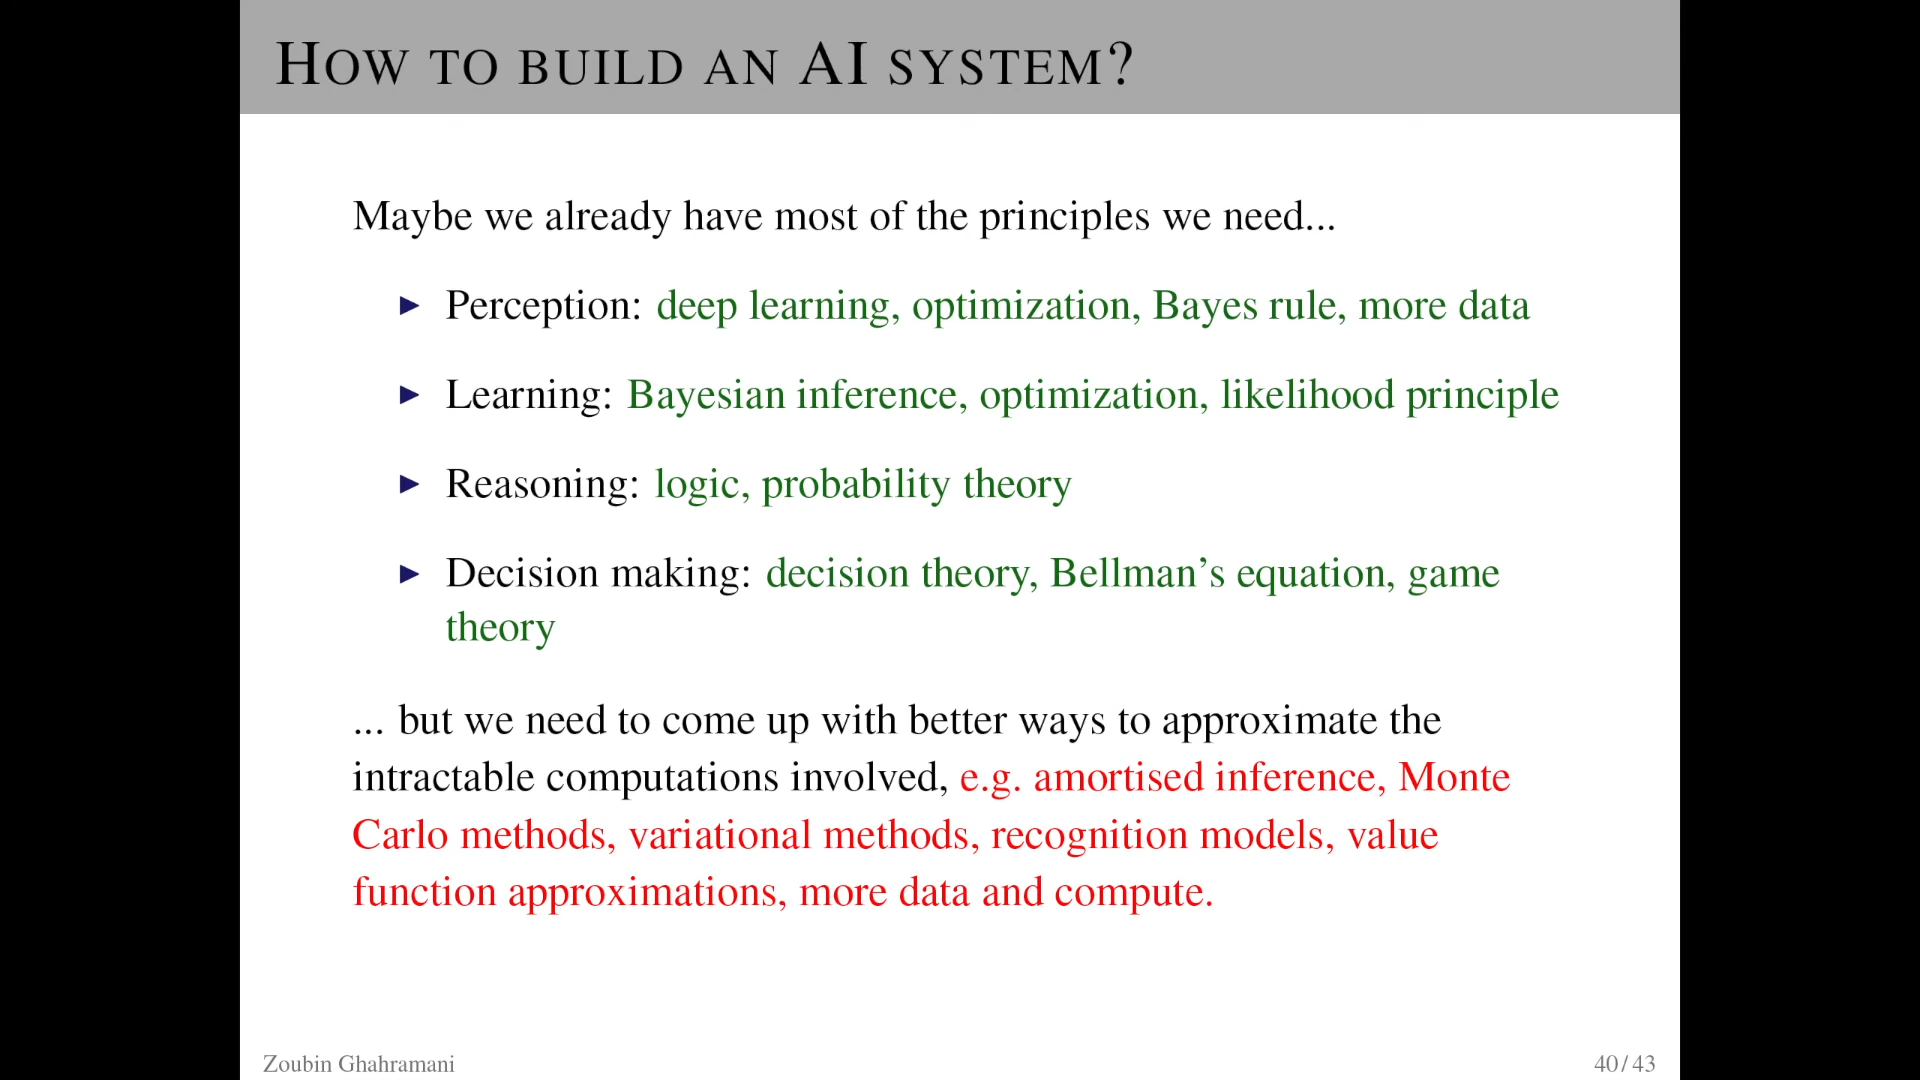 HOW TO BUILD AN AI SYSTEM?
Maybe we already have most of the principles we need...
▶ Perception: deep learning, optimization, Bayes rule, more data
▶ Learning: Bayesian inference, optimization, likelihood principle
▶ Reasoning: logic, probability theory
▶ Decision making: decision theory, Bellman's equation, game
theory
... but we need to come up with better ways to approximate the
intractable computations involved, e.g. amortised inference, Monte
Carlo methods, variational methods, recognition models, value
function approximations, more data and compute.
Zoubin Ghahramani
40 / 43